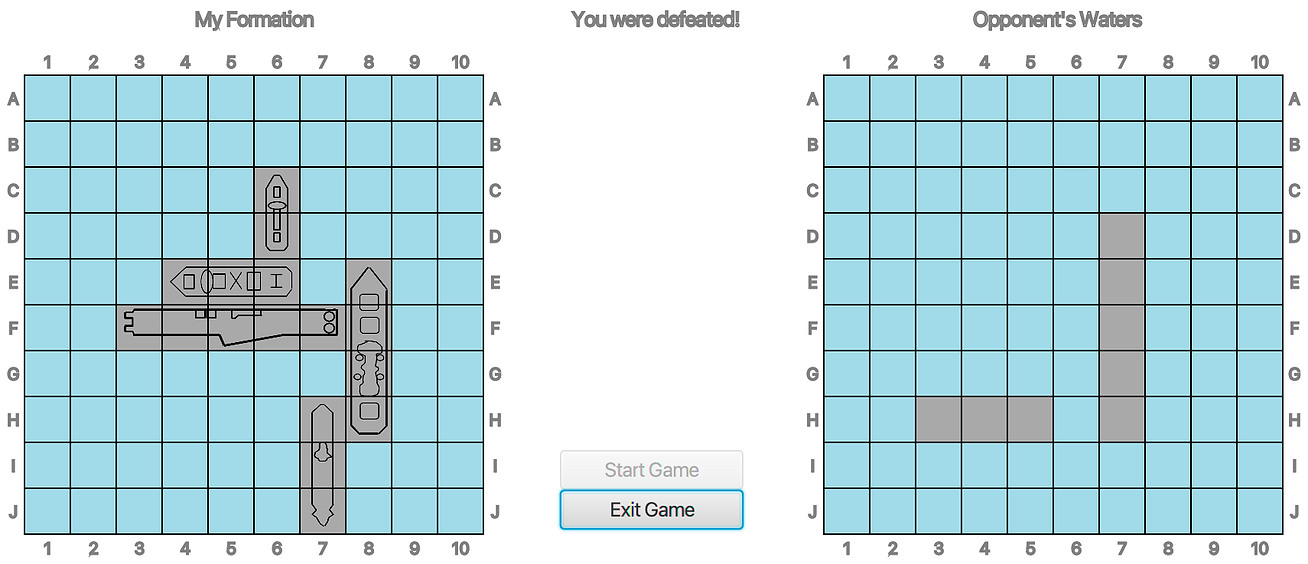 My Formation You were defeated! Opponent's Waters
1 2 3 4 5 6 7 8 9 10 1 2 3 4 5 6 7 8 9 10
A A A A
B B B B
C C C C
D D D D
E E E E
F F F F
G G G G
H H H H
I I I I
Start Game
J J J J
Exit Game
1 2 3 4 5 6 7 8 9 10 1 2 3 4 5 6 7 8 9 10